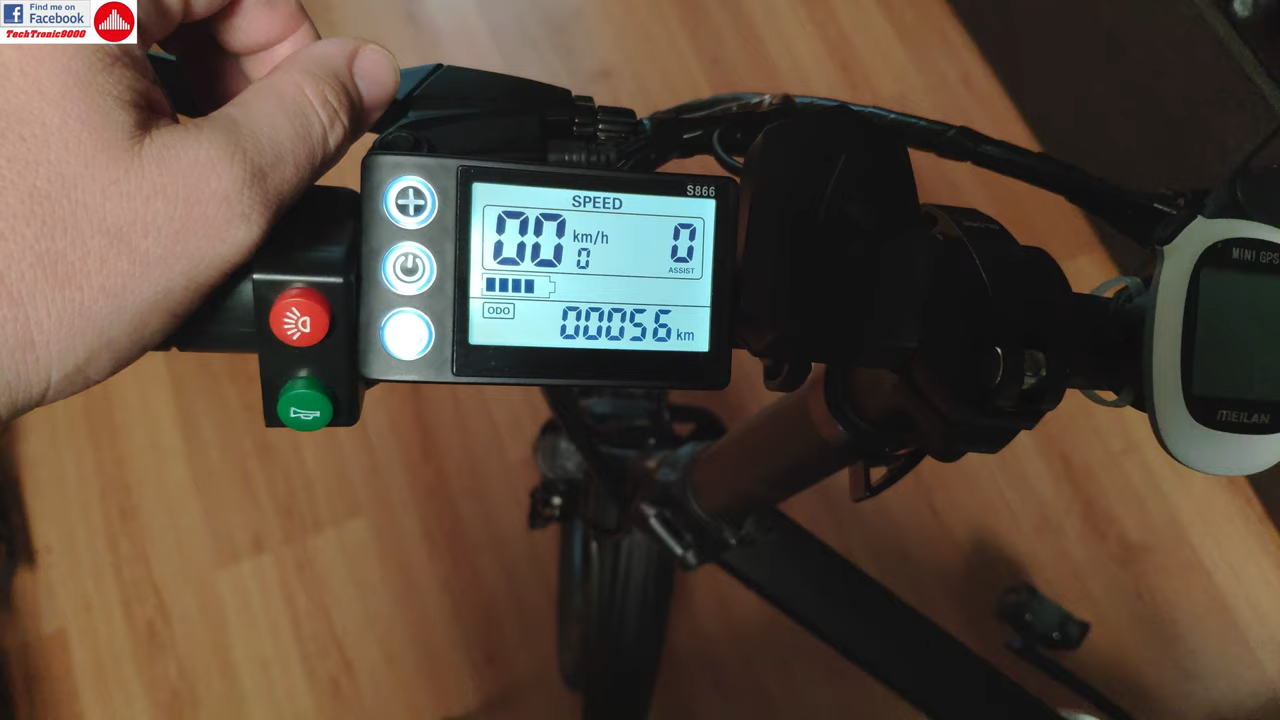 Find me on
Facebook
TechTronic9000
S866
SPEED
00 km/h
0
0
ASSIST
ODO
00056 km
MINI GPS
MEILAN